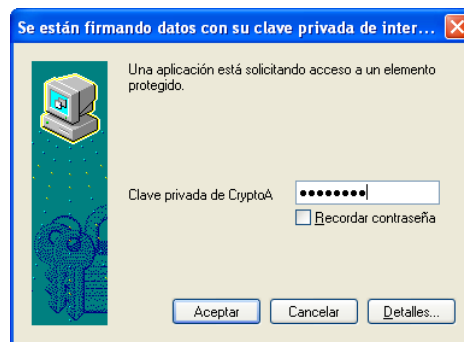 Se están firmando datos con su clave privada de inter...
Una aplicación está solicitando acceso a un elemento
protegido.
Clave privada de CryptoA
Recordar contraseña
Aceptar
Cancelar
Detalles...